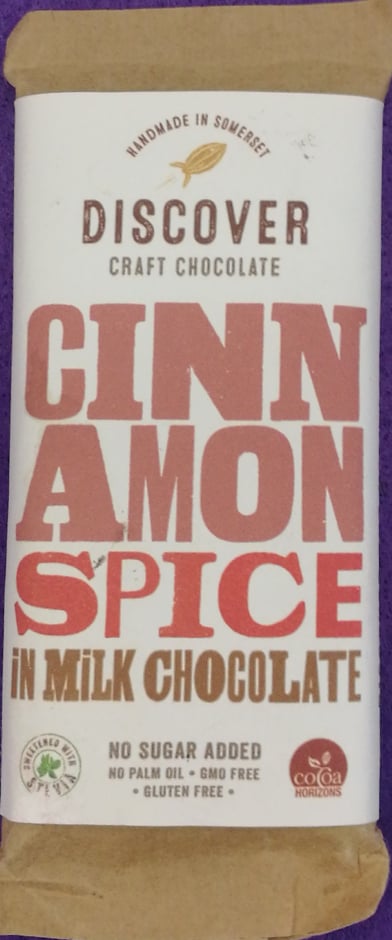 HANDMADE IN SOMERSET
DISCOVER
CRAFT CHOCOLATE
CINN
AMON
SPICE
iN MiLK CHOCOLATE
SWEETENED WITH
STEVIA
NO SUGAR ADDED
NO PALM OIL • GMO FREE
• GLUTEN FREE •
cocoa
HORIZONS